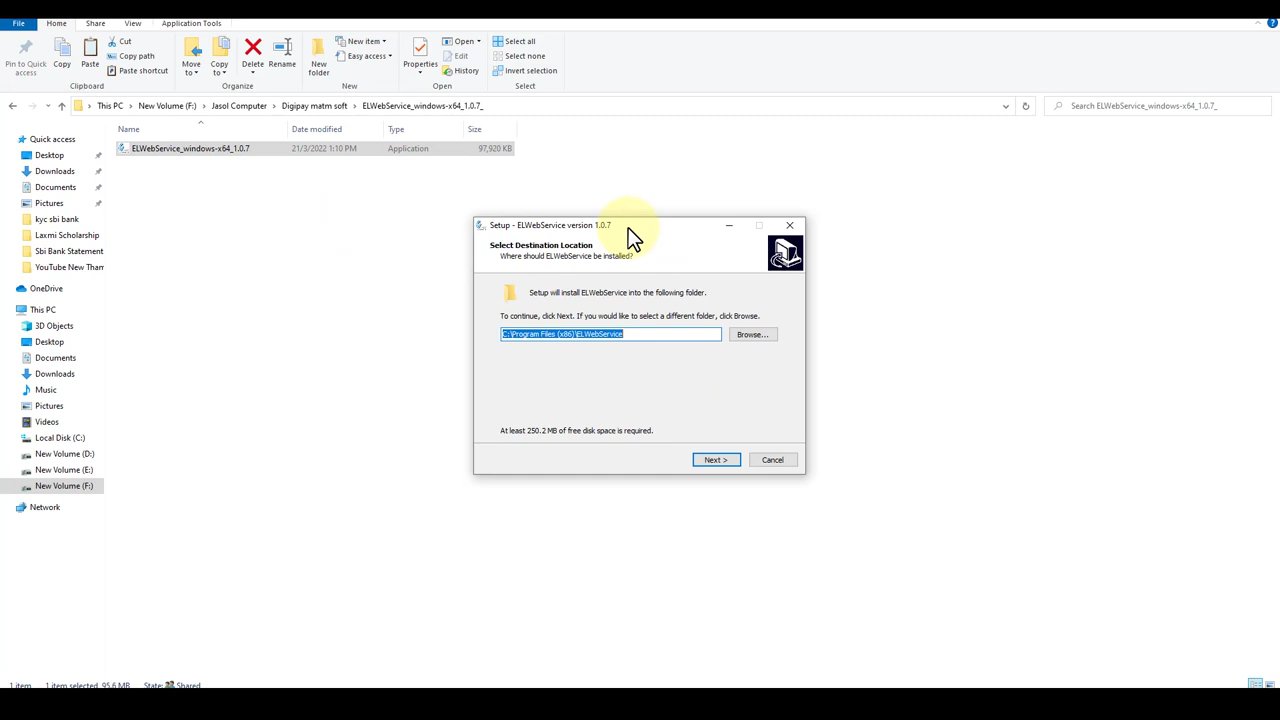 File Home Share View Application Tools
Pin to Quick access
Copy
Paste
Cut
Copy path
Paste shortcut
Clipboard
Move to
Copy to
Delete
Rename
Organize
New folder
New item
Easy access
New
Properties
Open
Edit
History
Open
Select all
Select none
Invert selection
Select
This PC > New Volume (F:) > Jasol Computer > Digipay matm soft > ELWebService_windows-x64_1.0.7_
Search ELWebService_windows-x64_1.0.7_
Name Date modified Type Size
ELWebService_windows-x64_1.0.7 21/3/2022 1:10 PM Application 97,920 KB
Quick access
Desktop
Downloads
Documents
Pictures
kyc sbi bank
Laxmi Scholarship
Sbi Bank Statement
YouTube New Tham
OneDrive
This PC
3D Objects
Desktop
Documents
Downloads
Music
Pictures
Videos
Local Disk (C:)
New Volume (D:)
New Volume (E:)
New Volume (F:)
Network
Setup - ELWebService version 1.0.7
Select Destination Location
Where should ELWebService be installed?
Setup will install ELWebService into the following folder.
To continue, click Next. If you would like to select a different folder, click Browse.
C:\Program Files (x86)\ELWebService
Browse...
At least 250.2 MB of free disk space is required.
Next > Cancel
1 item 1 item selected 95.6 MB State: Shared